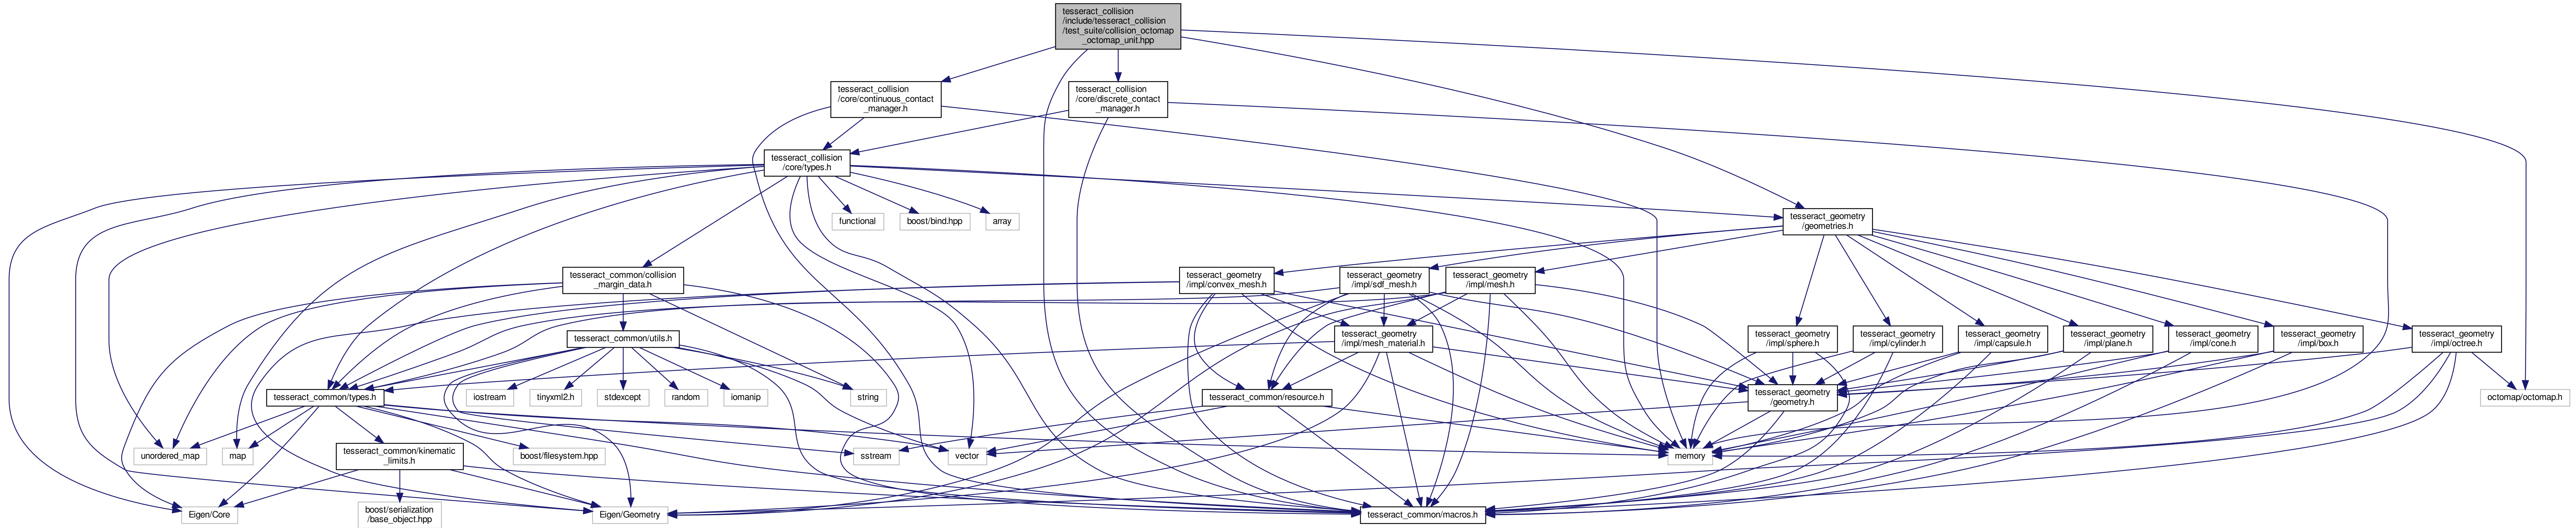 tesseract_collision
/include/tesseract_collision
/test_suite/collision_octomap
_octomap_unit.hpp
tesseract_collision
/core/continuous_contact
_manager.h
tesseract_collision
/core/discrete_contact
_manager.h
tesseract_collision
/core/types.h
functional
boost/bind.hpp
array
tesseract_geometry
/geometries.h
tesseract_common/collision
_margin_data.h
tesseract_geometry
/impl/convex_mesh.h
tesseract_geometry
/impl/sdf_mesh.h
tesseract_geometry
/impl/mesh.h
tesseract_common/utils.h
tesseract_geometry
/impl/mesh_material.h
tesseract_geometry
/impl/sphere.h
tesseract_geometry
/impl/cylinder.h
tesseract_geometry
/impl/capsule.h
tesseract_geometry
/impl/plane.h
tesseract_geometry
/impl/cone.h
tesseract_geometry
/impl/box.h
tesseract_geometry
/impl/octree.h
tesseract_common/types.h
iostream
tinyxml2.h
stdexcept
random
iomanip
string
tesseract_common/resource.h
tesseract_geometry
/geometry.h
octomap/octomap.h
unordered_map
map
tesseract_common/kinematic
_limits.h
boost/filesystem.hpp
sstream
vector
memory
Eigen/Core
boost/serialization
/base_object.hpp
Eigen/Geometry
tesseract_common/macros.h